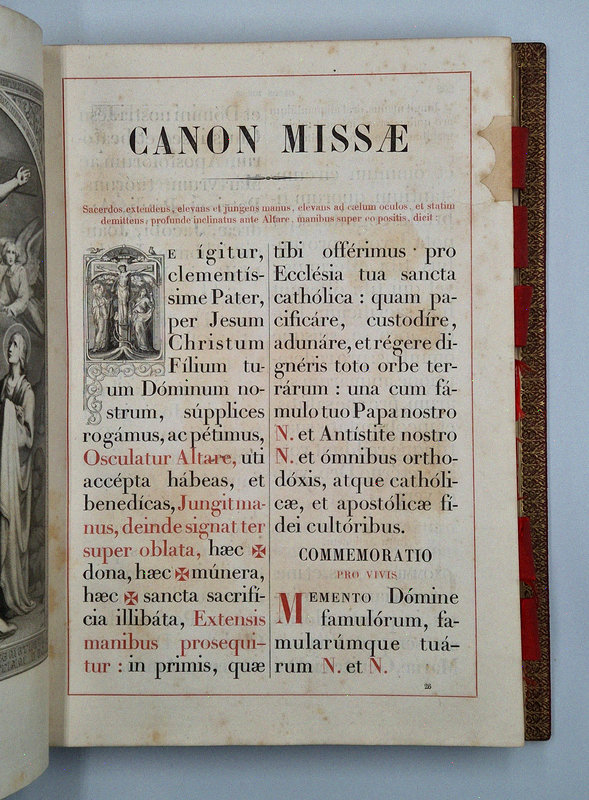 CANON MISSÆ
Sacerdos extendens, elevans et jungens manus, elevans ad cælum oculos, et statim
demittens, profunde inclinatus ante Altare, manibus super eo positis, dicit :
TE ígitur,
clementís-
sime Pater,
per Jesum
Christum
Fílium tu-
um Dóminum no-
strum, súpplices
rogámus, ac pétimus,
Osculatur Altare, uti
accépta hábeas, et
benedícas, Jungit ma-
nus, deinde signat ter
super oblata, hæc ✠
dona, hæc ✠ múnera,
hæc ✠ sancta sacrifí-
cia illibáta, Extensis
manibus prosequi-
tur : in primis, quæ
tibi offérimus pro
Ecclésia tua sancta
cathólica : quam pa-
cificáre, custodíre,
adunáre, et régere di-
gnéris toto orbe ter-
rárum : una cum fá-
mulo tuo Papa nostro
N. et Antístite nostro
N. et ómnibus ortho-
dóxis, atque cathóli-
cæ, et apostólicæ fí-
dei cultóribus.
COMMEMORATIO
PRO VIVIS
MEMENTO Dómine
famulórum, fa-
mularúmque tuá-
rum N. et N.
26